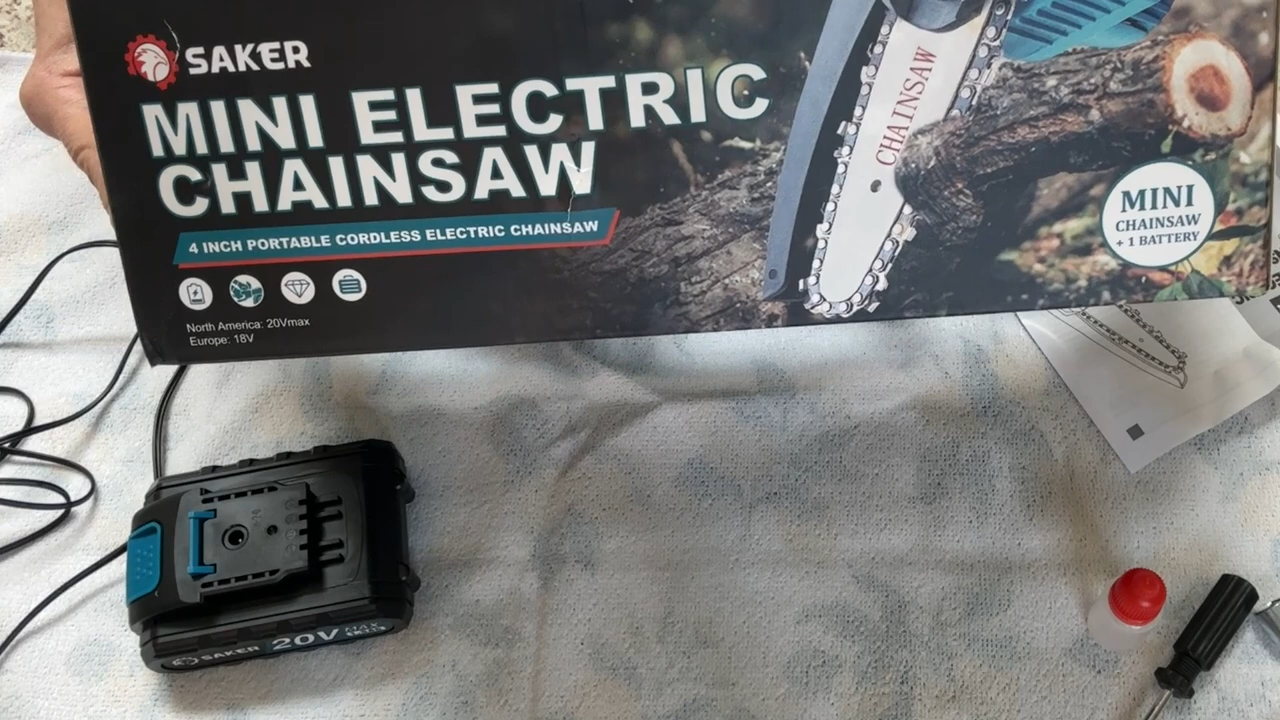 SAKER
MINI ELECTRIC
CHAINSAW
4 INCH PORTABLE CORDLESS ELECTRIC CHAINSAW
North America: 20Vmax
Europe: 18V
CHAINSAW
MINI
CHAINSAW
+ 1 BATTERY
SAKER 20V MAX